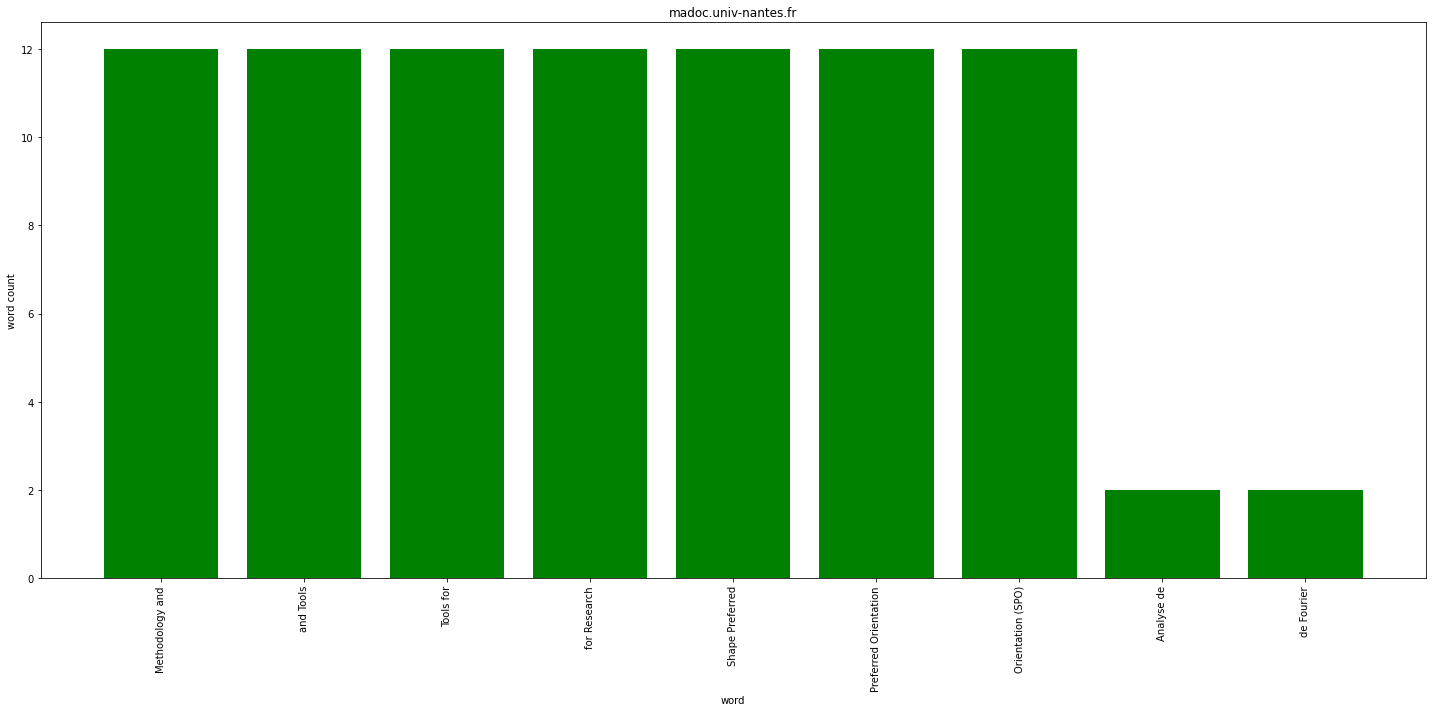 madoc.univ-nantes.fr
word count
12
10
8
6
4
2
0
Methodology and
and Tools
Tools for
for Research
Shape Preferred
Preferred Orientation
Orientation (SPO)
Analyse de
de Fourier
word